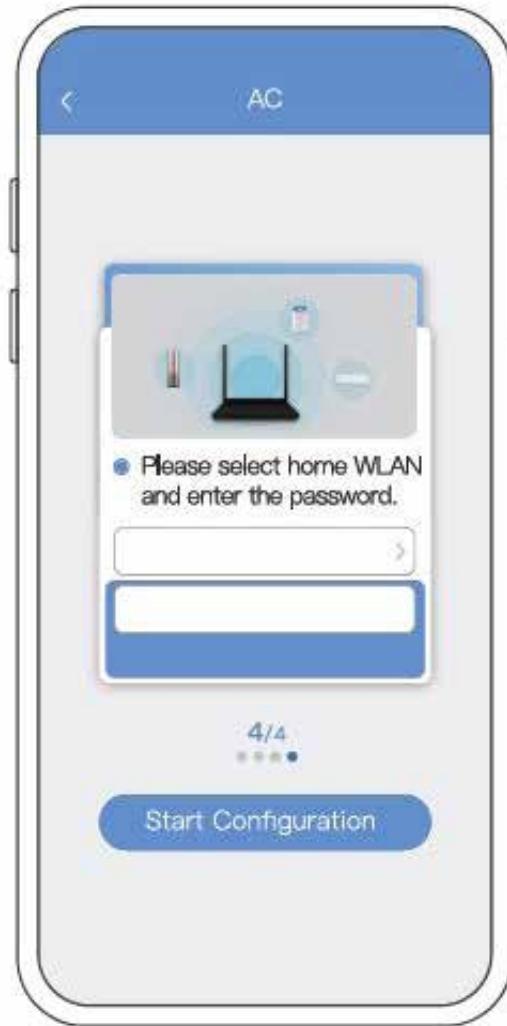 AC
Please select home WLAN
and enter the password.
4/4
Start Configuration